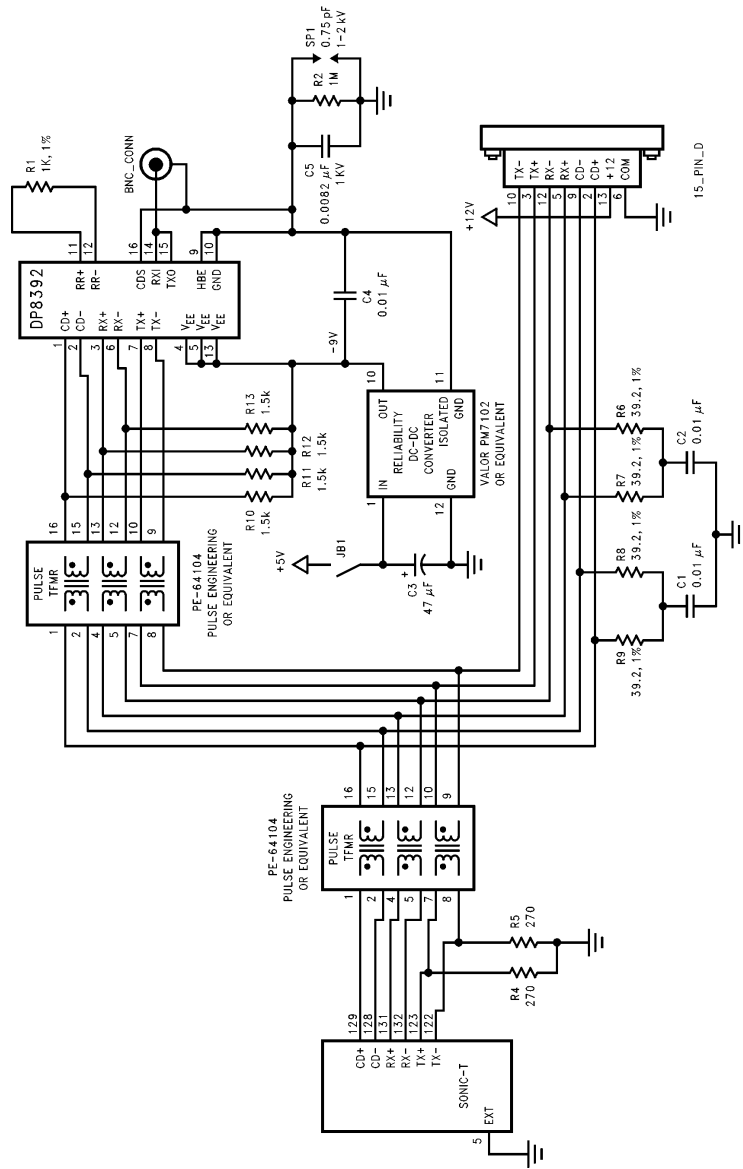 SP1
0.75 pF
1-2 kV
R2
1M
C5
0.0082 µF
1 KV
R1
1K, 1%
BNC_CONN
11
12
RR+
RR-
16
14
15
CDS
RXI
TXO
9
10
HBE
GND
DP8392
CD+
CD-
RX+
RX-
TX+
TX-
VEE
VEE
VEE
1
2
3
6
7
8
4
5
13
C4
0.01 µF
-9V
R13
1.5k
R12
1.5k
R11
1.5k
R10
1.5k
10
11
OUT
RELIABILITY
DC-DC
CONVERTER
ISOLATED
GND
IN
GND
1
12
VALOR PM7102
OR EQUIVALENT
+5V
JB1
+
C3
47 µF
16
15
13
12
10
9
PULSE
TFMR
1
2
4
5
7
8
PE-64104
PULSE ENGINEERING
OR EQUIVALENT
10
3
12
5
9
2
13
6
TX-
TX+
RX-
RX+
CD-
CD+
+12
COM
15_PIN_D
+12V
R6
39.2, 1%
R7
39.2, 1%
R8
39.2, 1%
R9
39.2, 1%
C2
0.01 µF
C1
0.01 µF
PE-64104
PULSE ENGINEERING
OR EQUIVALENT
16
15
13
12
10
9
PULSE
TFMR
1
2
4
5
7
8
R5
270
R4
270
129
128
131
132
123
122
CD+
CD-
RX+
RX-
TX+
TX-
SONIC-T
EXT
5